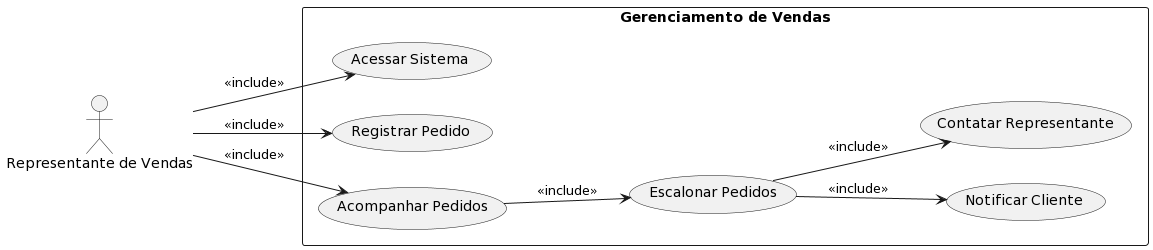 Gerenciamento de Vendas
Acessar Sistema
«include»
Registrar Pedido
«include»
Representante de Vendas
«include»
Acompanhar Pedidos
«include»
Escalonar Pedidos
«include»
Contatar Representante
«include»
Notificar Cliente